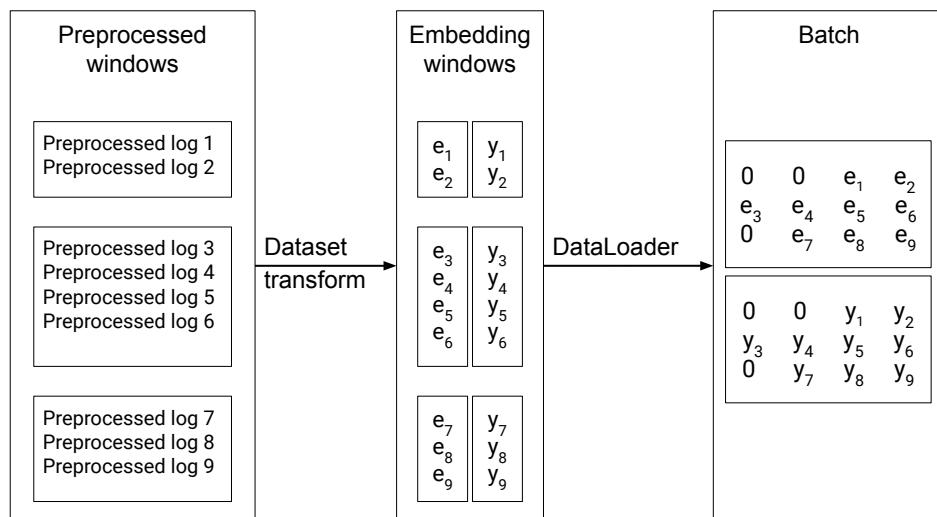 Preprocessed
windows
Preprocessed log 1
Preprocessed log 2
Preprocessed log 3
Preprocessed log 4
Preprocessed log 5
Preprocessed log 6
Preprocessed log 7
Preprocessed log 8
Preprocessed log 9
Dataset
transform
Embedding
windows
e₁ y₁
e₂ y₂
e₃ y₃
e₄ y₄
e₅ y₅
e₆ y₆
e₇ y₇
e₈ y₈
e₉ y₉
DataLoader
Batch
0 0 e₁ e₂
e₃ e₄ e₅ e₆
0 e₇ e₈ e₉
0 0 y₁ y₂
y₃ y₄ y₅ y₆
0 y₇ y₈ y₉